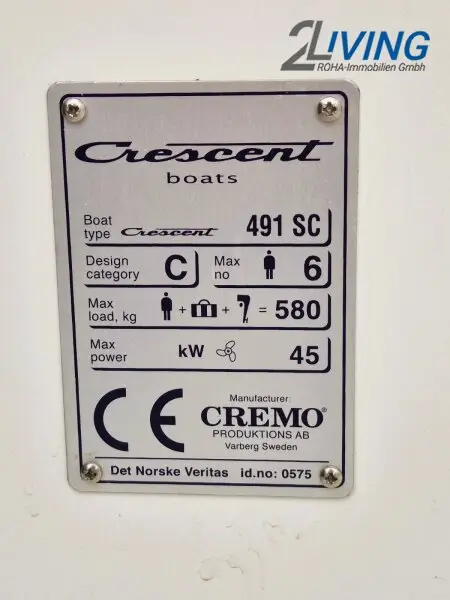 2LIVING
ROHA-Immobilien Gmbh
Crescent
boats
Boat type Crescent 491 SC
Design category C Max no 6
Max load, kg + + = 580
Max power kW 45
CE
Manufacturer:
CREMO®
PRODUKTIONS AB
Varberg Sweden
Det Norske Veritas id.no: 0575